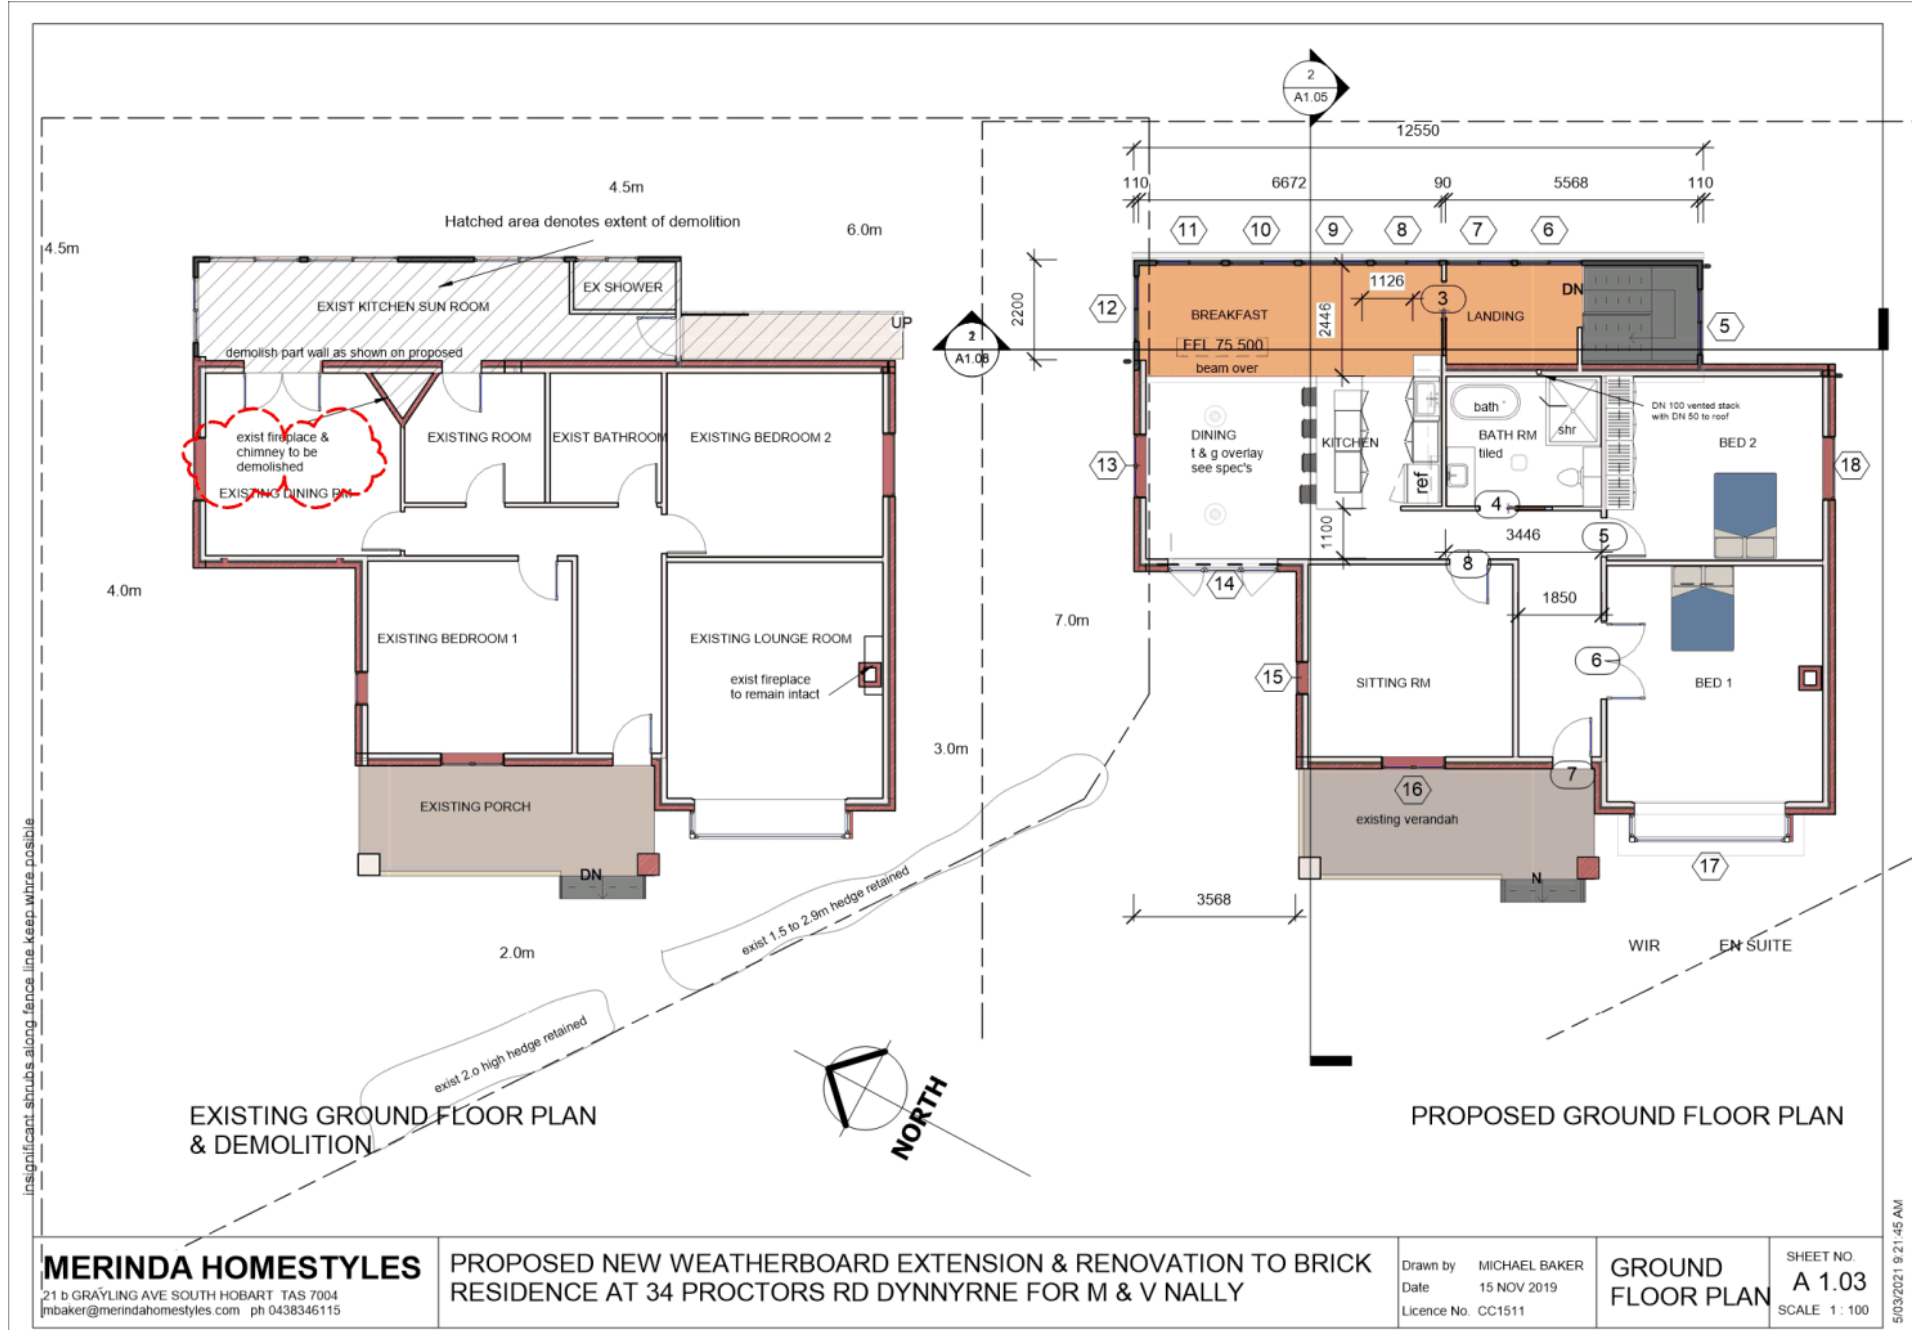 2
A1.05
12550
110
6672
90
5568
110
4.5m
Hatched area denotes extent of demolition
6.0m
4.5m
11
10
9
8
7
6
EX SHOWER
EXIST KITCHEN SUN ROOM
UP
demolish part wall as shown on proposed
2200
2
12
BREAKFAST
FFL 75 500
beam over
2446
1126
3
LANDING
DN
5
exist fireplace &
chimney to be
demolished
EXISTING DINING RM
EXISTING ROOM
EXIST BATHROOM
EXISTING BEDROOM 2
13
DINING
t & g overlay
see spec's
KITCHEN
ref
bath
shr
BATH RM
tiled
DN 100 vented stack
with DN 50 to roof
BED 2
18
4
3446
5
1100
8
14
1850
4.0m
7.0m
EXISTING BEDROOM 1
EXISTING LOUNGE ROOM
exist fireplace
to remain intact
15
SITTING RM
6
BED 1
3.0m
7
16
existing verandah
EXISTING PORCH
DN
N
17
3568
WIR
EN SUITE
2.0m
exist 1.5 to 2.9m hedge retained
exist 2.o high hedge retained
insignificant shrubs along fence line keep whre posible
NORTH
EXISTING GROUND FLOOR PLAN
& DEMOLITION
PROPOSED GROUND FLOOR PLAN
MERINDA HOMESTYLES
21 b GRAYLING AVE SOUTH HOBART TAS 7004
mbaker@merindahomestyles.com ph 0438346115
PROPOSED NEW WEATHERBOARD EXTENSION & RENOVATION TO BRICK
RESIDENCE AT 34 PROCTORS RD DYNNYRNE FOR M & V NALLY
Drawn by MICHAEL BAKER
Date 15 NOV 2019
Licence No. CC1511
GROUND
FLOOR PLAN
SHEET NO.
A 1.03
SCALE 1 : 100
5/03/2021 9:21:45 AM